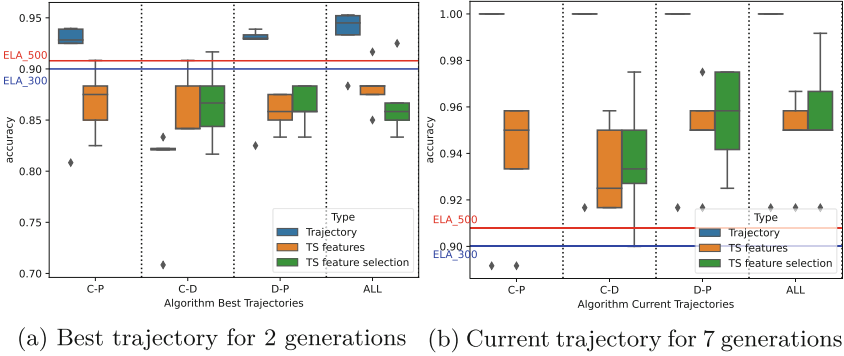 0.95
0.90
0.85
0.80
0.75
0.70
accuracy
ELA_500
ELA_300
Type
Trajectory
TS features
TS feature selection
C-P
C-D
D-P
ALL
Algorithm Best Trajectories
(a) Best trajectory for 2 generations
1.00
0.98
0.96
0.94
0.92
0.90
accuracy
ELA_500
ELA_300
Type
Trajectory
TS features
TS feature selection
C-P
C-D
D-P
ALL
Algorithm Current Trajectories
(b) Current trajectory for 7 generations